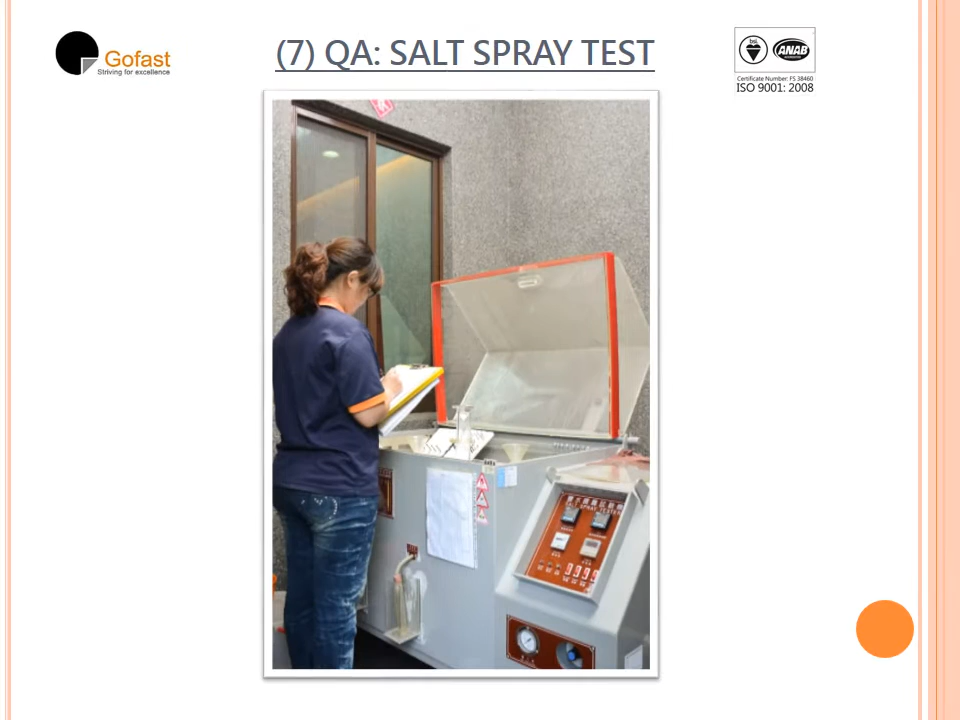 Gofast
Striving for excellence
(7) QA: SALT SPRAY TEST
bsi.
ANAB
Certificate Number: FS 38460
ISO 9001: 2008
SALT SPRAY TESTER